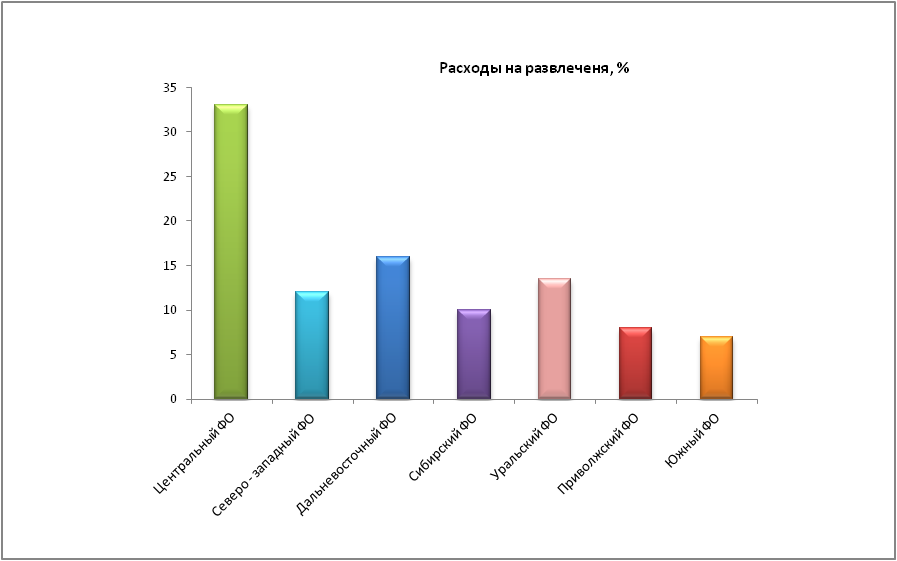 Расходы на развлеченя, %
35
30
25
20
15
10
5
0
Центральный ФО
Северо - западный ФО
Дальневосточный ФО
Сибирский ФО
Уральский ФО
Приволжский ФО
Южный ФО